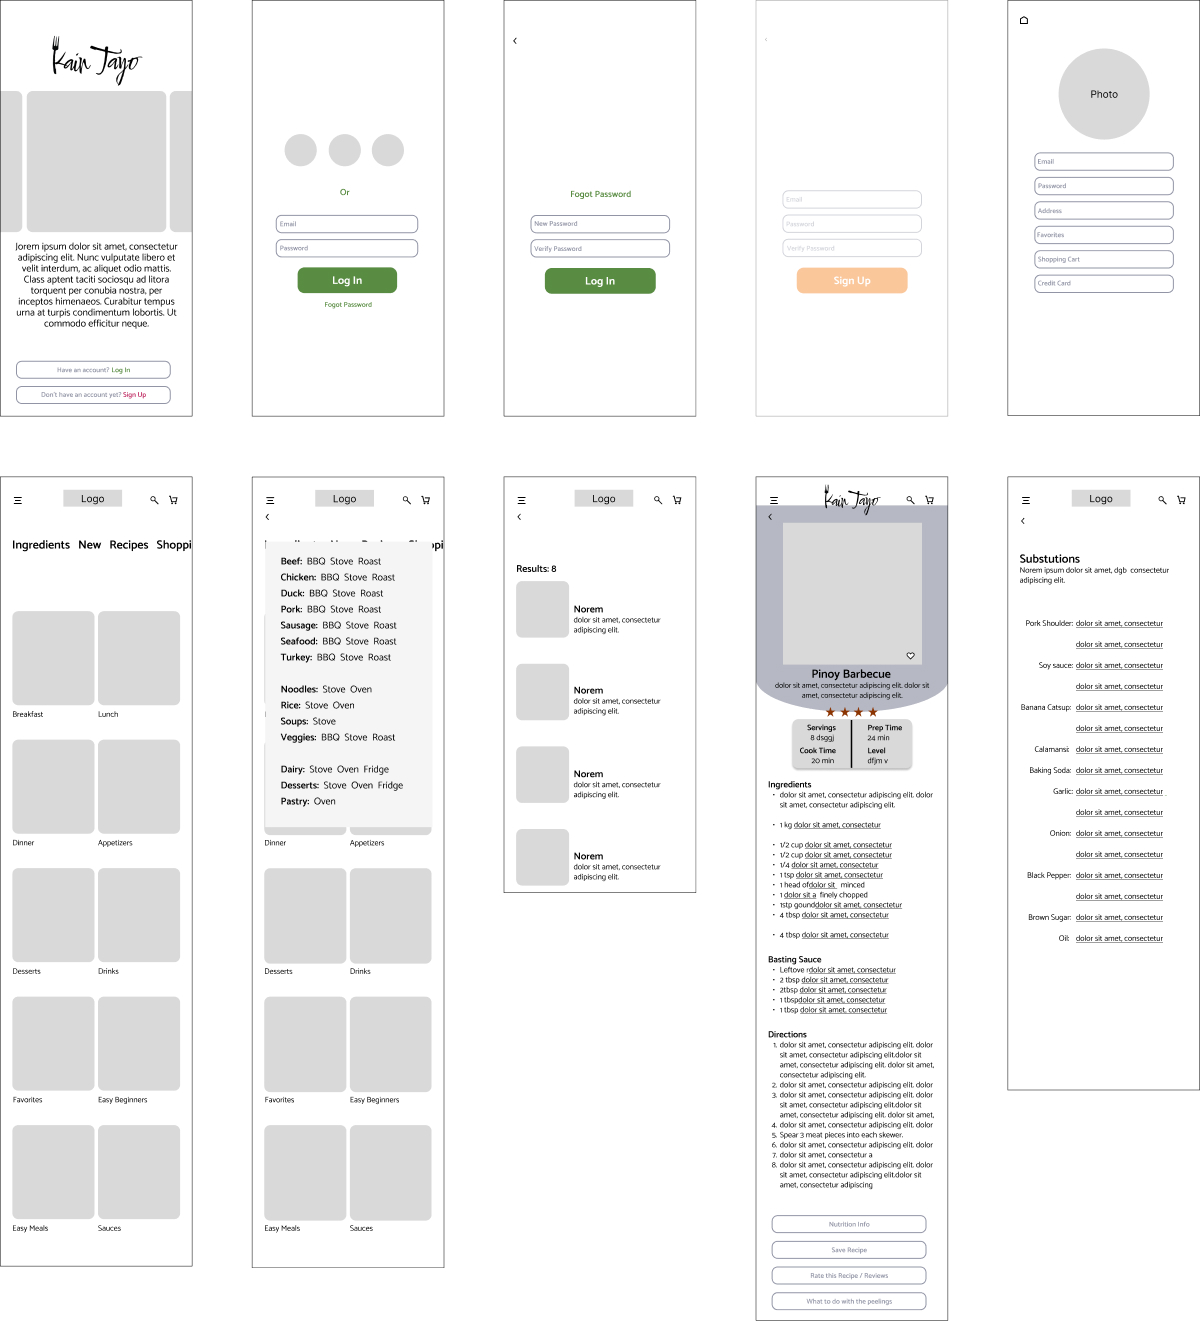 Kain Tayo
Jorem ipsum dolor sit amet, consectetur
adipiscing elit. Nunc vulputate libero et
velit interdum, ac aliquet odio mattis.
Class aptent taciti sociosqu ad litora
torquent per conubia nostra, per
inceptos himenaeos. Curabitur tempus
urna at turpis condimentum lobortis. Ut
commodo efficitur neque.
Have an account? Log In
Don't have an account yet? Sign Up
Or
Email
Password
Log In
Fogot Password
Fogot Password
New Password
Verify Password
Log In
Email
Password
Verify Password
Sign Up
Photo
Email
Password
Address
Favorites
Shopping Cart
Credit Card
Logo
Ingredients New Recipes Shoppi
Breakfast
Lunch
Dinner
Appetizers
Desserts
Drinks
Favorites
Easy Beginners
Easy Meals
Sauces
Logo
Beef: BBQ Stove Roast
Chicken: BBQ Stove Roast
Duck: BBQ Stove Roast
Pork: BBQ Stove Roast
Sausage: BBQ Stove Roast
Seafood: BBQ Stove Roast
Turkey: BBQ Stove Roast
Noodles: Stove Oven
Rice: Stove Oven
Soups: Stove
Veggies: BBQ Stove Roast
Dairy: Stove Oven Fridge
Desserts: Stove Oven Fridge
Pastry: Oven
Dinner
Appetizers
Desserts
Drinks
Favorites
Easy Beginners
Easy Meals
Sauces
Logo
Results: 8
Norem
dolor sit amet, consectetur
adipiscing elit.
Norem
dolor sit amet, consectetur
adipiscing elit.
Norem
dolor sit amet, consectetur
adipiscing elit.
Norem
dolor sit amet, consectetur
adipiscing elit.
Kain Tayo
Pinoy Barbecue
dolor sit amet, consectetur adipiscing elit. dolor sit
amet, consectetur adipiscing elit.
Servings
8 dsggj
Prep Time
24 min
Cook Time
20 min
Level
dfjm v
Ingredients
• dolor sit amet, consectetur adipiscing elit. dolor
sit amet, consectetur adipiscing elit.
• 1 kg dolor sit amet, consectetur
• 1/2 cup dolor sit amet, consectetur
• 1/2 cup dolor sit amet, consectetur
• 1/4 dolor sit amet, consectetur
• 1 tsp dolor sit amet, consectetur
• 1 head ofdolor sit minced
• 1 dolor sit a finely chopped
• 1stp gounddolor sit amet, consectetur
• 4 tbsp dolor sit amet, consectetur
• 4 tbsp dolor sit amet, consectetur
Basting Sauce
• Leftove rdolor sit amet, consectetur
• 2 tbsp dolor sit amet, consectetur
• 2tbsp dolor sit amet, consectetur
• 1 tbspdolor sit amet, consectetur
• 1 tbsp dolor sit amet, consectetur
Directions
1. dolor sit amet, consectetur adipiscing elit. dolor
sit amet, consectetur adipiscing elit.dolor sit
amet, consectetur adipiscing elit. dolor sit amet,
consectetur adipiscing elit.
2. dolor sit amet, consectetur adipiscing elit. dolor
3. dolor sit amet, consectetur adipiscing elit. dolor
sit amet, consectetur adipiscing elit.dolor sit
amet, consectetur adipiscing elit. dolor sit amet,
4. dolor sit amet, consectetur adipiscing elit. dolor
5. Spear 3 meat pieces into each skewer.
6. dolor sit amet, consectetur adipiscing elit. dolor
7. dolor sit amet, consectetur a
8. dolor sit amet, consectetur adipiscing elit. dolor
sit amet, consectetur adipiscing elit.dolor sit
amet, consectetur adipiscing
Nutrition Info
Save Recipe
Rate this Recipe / Reviews
What to do with the peelings
Logo
Substutions
Norem ipsum dolor sit amet, dgb consectetur
adipiscing elit.
Pork Shoulder: dolor sit amet, consectetur
dolor sit amet, consectetur
Soy sauce: dolor sit amet, consectetur
dolor sit amet, consectetur
Banana Catsup: dolor sit amet, consectetur
dolor sit amet, consectetur
Calamansi: dolor sit amet, consectetur
Baking Soda: dolor sit amet, consectetur
Garlic: dolor sit amet, consectetur
dolor sit amet, consectetur
Onion: dolor sit amet, consectetur
dolor sit amet, consectetur
Black Pepper: dolor sit amet, consectetur
dolor sit amet, consectetur
Brown Sugar: dolor sit amet, consectetur
Oil: dolor sit amet, consectetur